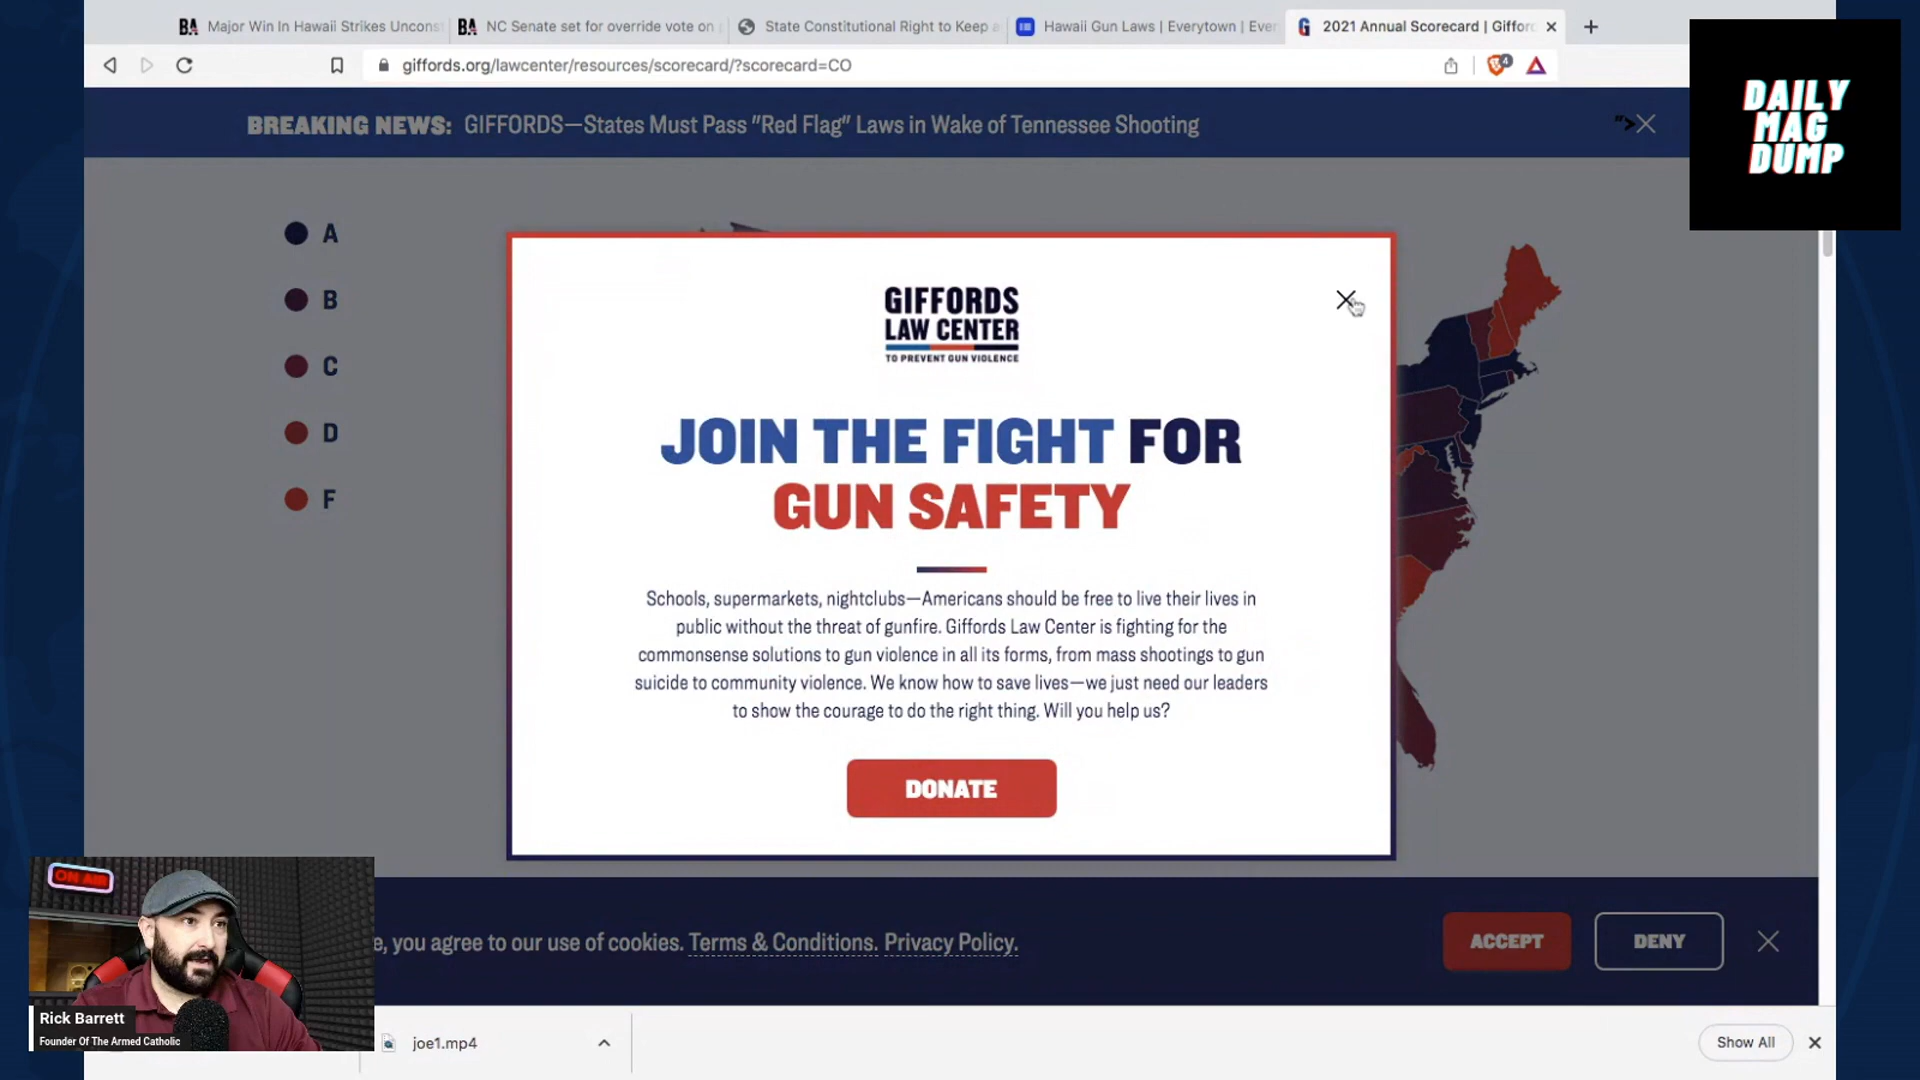 BA Major Win In Hawaii Strikes Uncons
BA NC Senate set for override vote on
State Constitutional Right to Keep a
Hawaii Gun Laws | Everytown | Ever
G 2021 Annual Scorecard | Giffor
giffords.org/lawcenter/resources/scorecard/?scorecard=CO
4
DAILY
MAG
DUMP
BREAKING NEWS: GIFFORDS—States Must Pass "Red Flag" Laws in Wake of Tennessee Shooting
">
A
B
C
D
F
GIFFORDS
LAW CENTER
TO PREVENT GUN VIOLENCE
JOIN THE FIGHT FOR
GUN SAFETY
Schools, supermarkets, nightclubs—Americans should be free to live their lives in
public without the threat of gunfire. Giffords Law Center is fighting for the
commonsense solutions to gun violence in all its forms, from mass shootings to gun
suicide to community violence. We know how to save lives—we just need our leaders
to show the courage to do the right thing. Will you help us?
DONATE
ON AIR
e, you agree to our use of cookies. Terms & Conditions. Privacy Policy.
ACCEPT
DENY
Rick Barrett
Founder Of The Armed Catholic
joe1.mp4
Show All